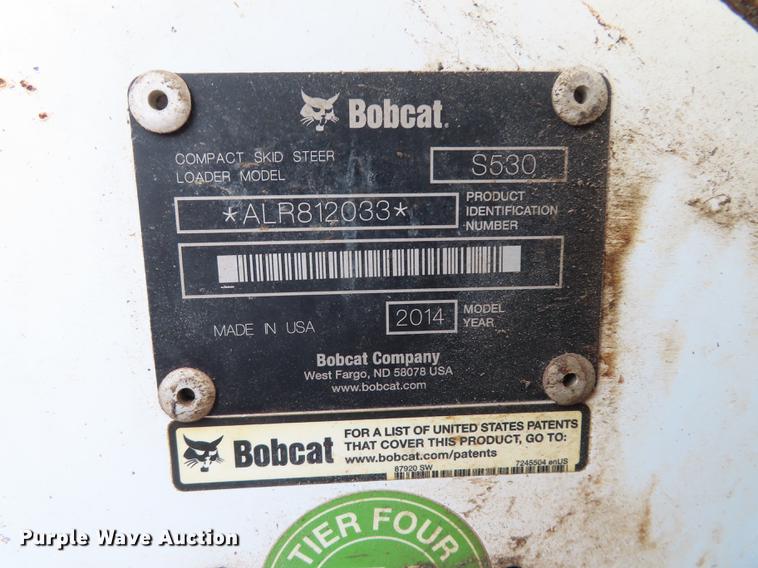 Bobcat.
COMPACT SKID STEER
LOADER MODEL
S530
*ALR812033*
PRODUCT
IDENTIFICATION
NUMBER
MADE IN USA
2014
MODEL
YEAR
Bobcat Company
West Fargo, ND 58078 USA
www.bobcat.com
Bobcat
FOR A LIST OF UNITED STATES PATENTS
THAT COVER THIS PRODUCT, GO TO:
www.bobcat.com/patents
87920 SW
7245504 enUS
TIER FOUR
Purple Wave Auction